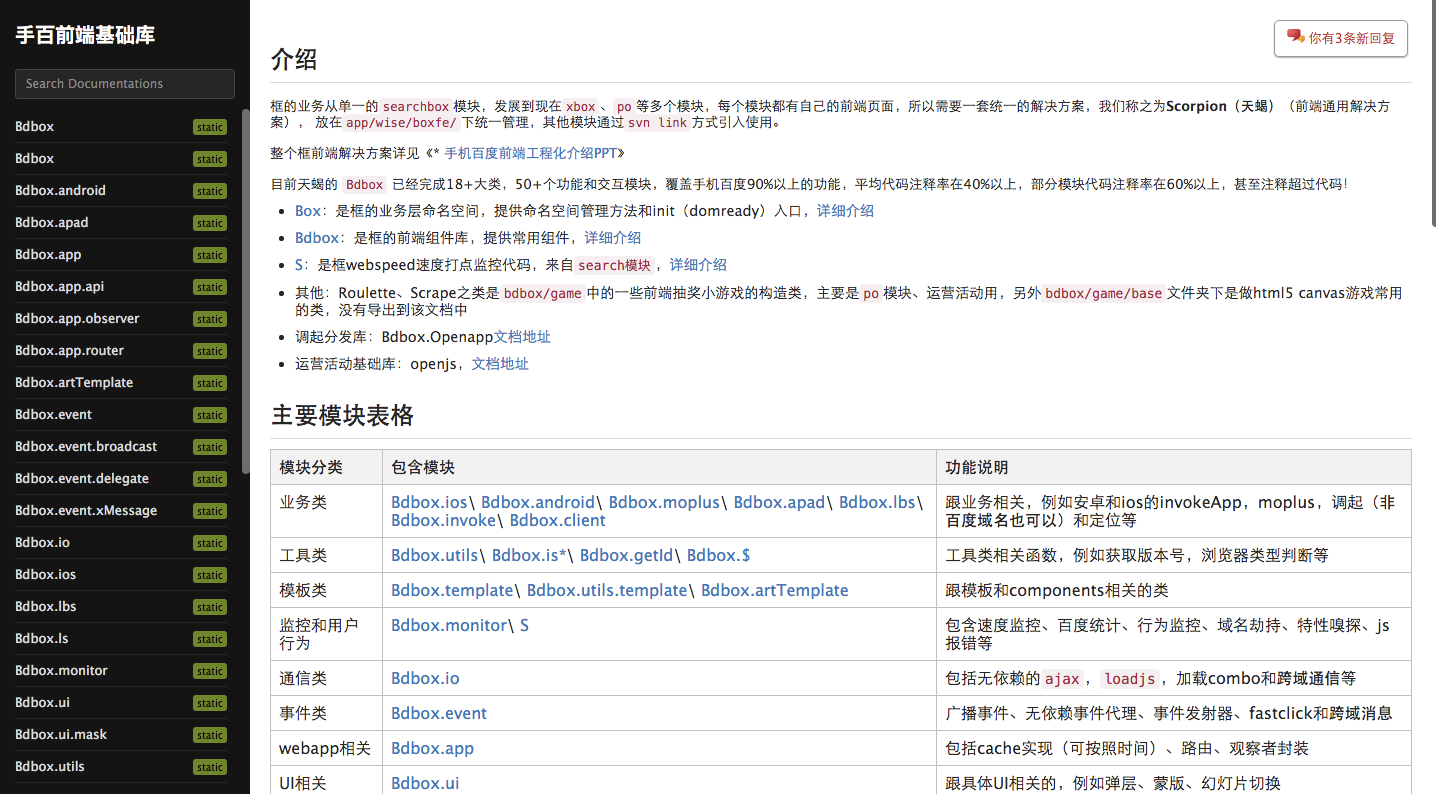 手百前端基础库
Search Documentations
Bdbox static
Bdbox static
Bdbox.android static
Bdbox.apad static
Bdbox.app static
Bdbox.app.api static
Bdbox.app.observer static
Bdbox.app.router static
Bdbox.artTemplate static
Bdbox.event static
Bdbox.event.broadcast static
Bdbox.event.delegate static
Bdbox.event.xMessage static
Bdbox.io static
Bdbox.ios static
Bdbox.lbs static
Bdbox.ls static
Bdbox.monitor static
Bdbox.ui static
Bdbox.ui.mask static
Bdbox.utils static
你有3条新回复
介绍
框的业务从单一的 searchbox 模块，发展到现在 xbox 、 po 等多个模块，每个模块都有自己的前端页面，所以需要一套统一的解决方案，我们称之为Scorpion（天蝎）（前端通用解决方
案）， 放在 app/wise/boxfe/ 下统一管理，其他模块通过 svn link 方式引入使用。
整个框前端解决方案详见《* 手机百度前端工程化介绍PPT》
目前天蝎的 Bdbox 已经完成18+大类，50+个功能和交互模块，覆盖手机百度90%以上的功能，平均代码注释率在40%以上，部分模块代码注释率在60%以上，甚至注释超过代码！
• Box：是框的业务层命名空间，提供命名空间管理方法和init（domready）入口，详细介绍
• Bdbox：是框的前端组件库，提供常用组件，详细介绍
• S：是框webspeed速度打点监控代码，来自 search模块 ，详细介绍
• 其他：Roulette、Scrape之类是 bdbox/game 中的一些前端抽奖小游戏的构造类，主要是 po 模块、运营活动用，另外 bdbox/game/base 文件夹下是做html5 canvas游戏常用
的类，没有导出到该文档中
• 调起分发库：Bdbox.Openapp文档地址
• 运营活动基础库：openjs，文档地址
主要模块表格
模块分类 包含模块 功能说明
业务类 Bdbox.ios\ Bdbox.android\ Bdbox.moplus\ Bdbox.apad\ Bdbox.lbs\ 跟业务相关，例如安卓和ios的invokeApp，moplus，调起（非
Bdbox.invoke\ Bdbox.client 百度域名也可以）和定位等
工具类 Bdbox.utils\ Bdbox.is*\ Bdbox.getId\ Bdbox.$ 工具类相关函数，例如获取版本号，浏览器类型判断等
模板类 Bdbox.template\ Bdbox.utils.template\ Bdbox.artTemplate 跟模板和components相关的类
监控和用户 Bdbox.monitor\ S 包含速度监控、百度统计、行为监控、域名劫持、特性嗅探、js
行为 报错等
通信类 Bdbox.io 包括无依赖的 ajax ， loadjs ，加载combo和跨域通信等
事件类 Bdbox.event 广播事件、无依赖事件代理、事件发射器、fastclick和跨域消息
webapp相关 Bdbox.app 包括cache实现（可按照时间）、路由、观察者封装
UI相关 Bdbox.ui 跟具体UI相关的，例如弹层、蒙版、幻灯片切换